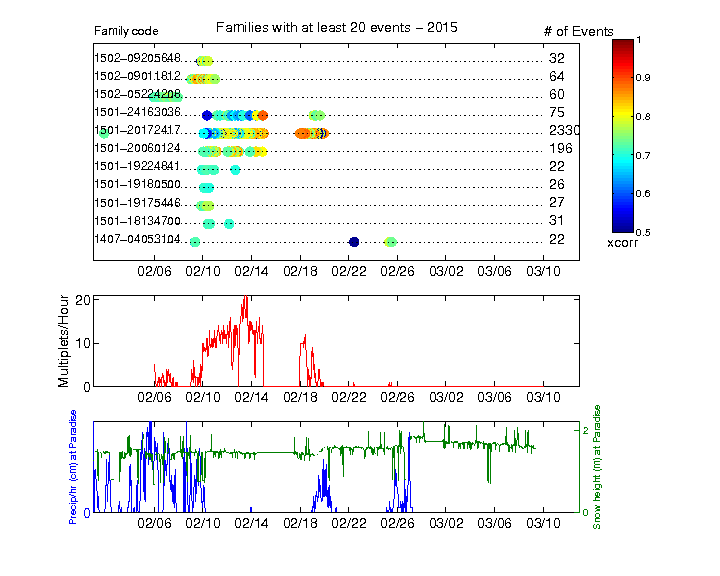 Families with at least 20 events − 2015
Family code
# of Events
1502−09205648 32
1502−09011812 64
1502−05224208 60
1501−24163036 75
1501−20172417 2330
1501−20060124 196
1501−19224841 22
1501−19180500 26
1501−19175446 27
1501−18134700 31
1407−04053104 22
02/06 02/10 02/14 02/18 02/22 02/26 03/02 03/06 03/10
1
0.9
0.8
0.7
0.6
0.5
xcorr
Multiplets/Hour
20
10
0
02/06 02/10 02/14 02/18 02/22 02/26 03/02 03/06 03/10
Precip/hr (cm) at Paradise
0
2
0
Snow height (m) at Paradise
02/06 02/10 02/14 02/18 02/22 02/26 03/02 03/06 03/10